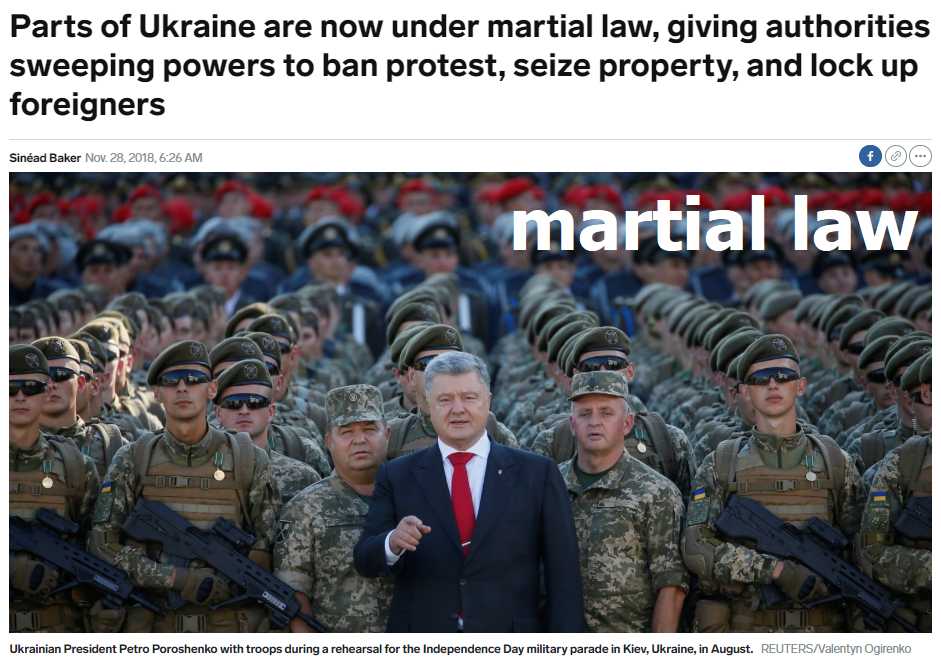 Parts of Ukraine are now under martial law, giving authorities
sweeping powers to ban protest, seize property, and lock up
foreigners
Sinéad Baker Nov. 28, 2018, 6:26 AM
martial law
Ukrainian President Petro Poroshenko with troops during a rehearsal for the Independence Day military parade in Kiev, Ukraine, in August. REUTERS/Valentyn Ogirenko